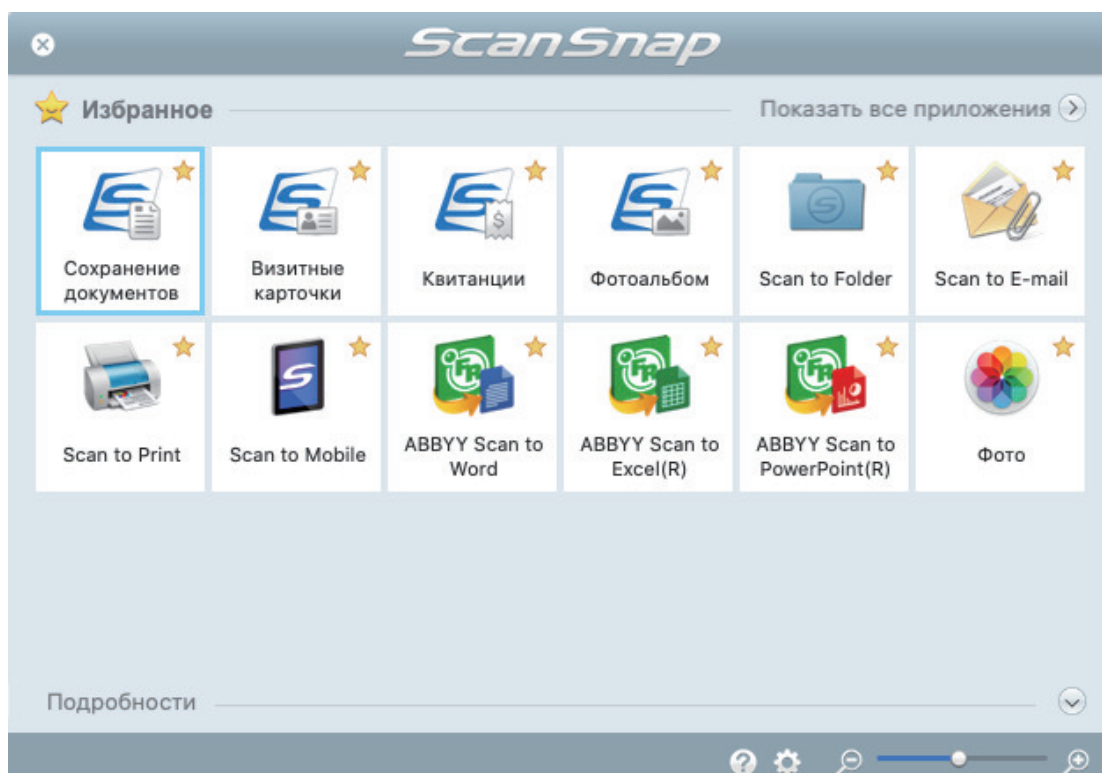 ScanSnap
Избранное
Показать все приложения
Сохранение
документов
Визитные
карточки
Квитанции
Фотоальбом
Scan to Folder
Scan to E-mail
Scan to Print
Scan to Mobile
ABBYY Scan to
Word
ABBYY Scan to
Excel(R)
ABBYY Scan to
PowerPoint(R)
Фото
Подробности